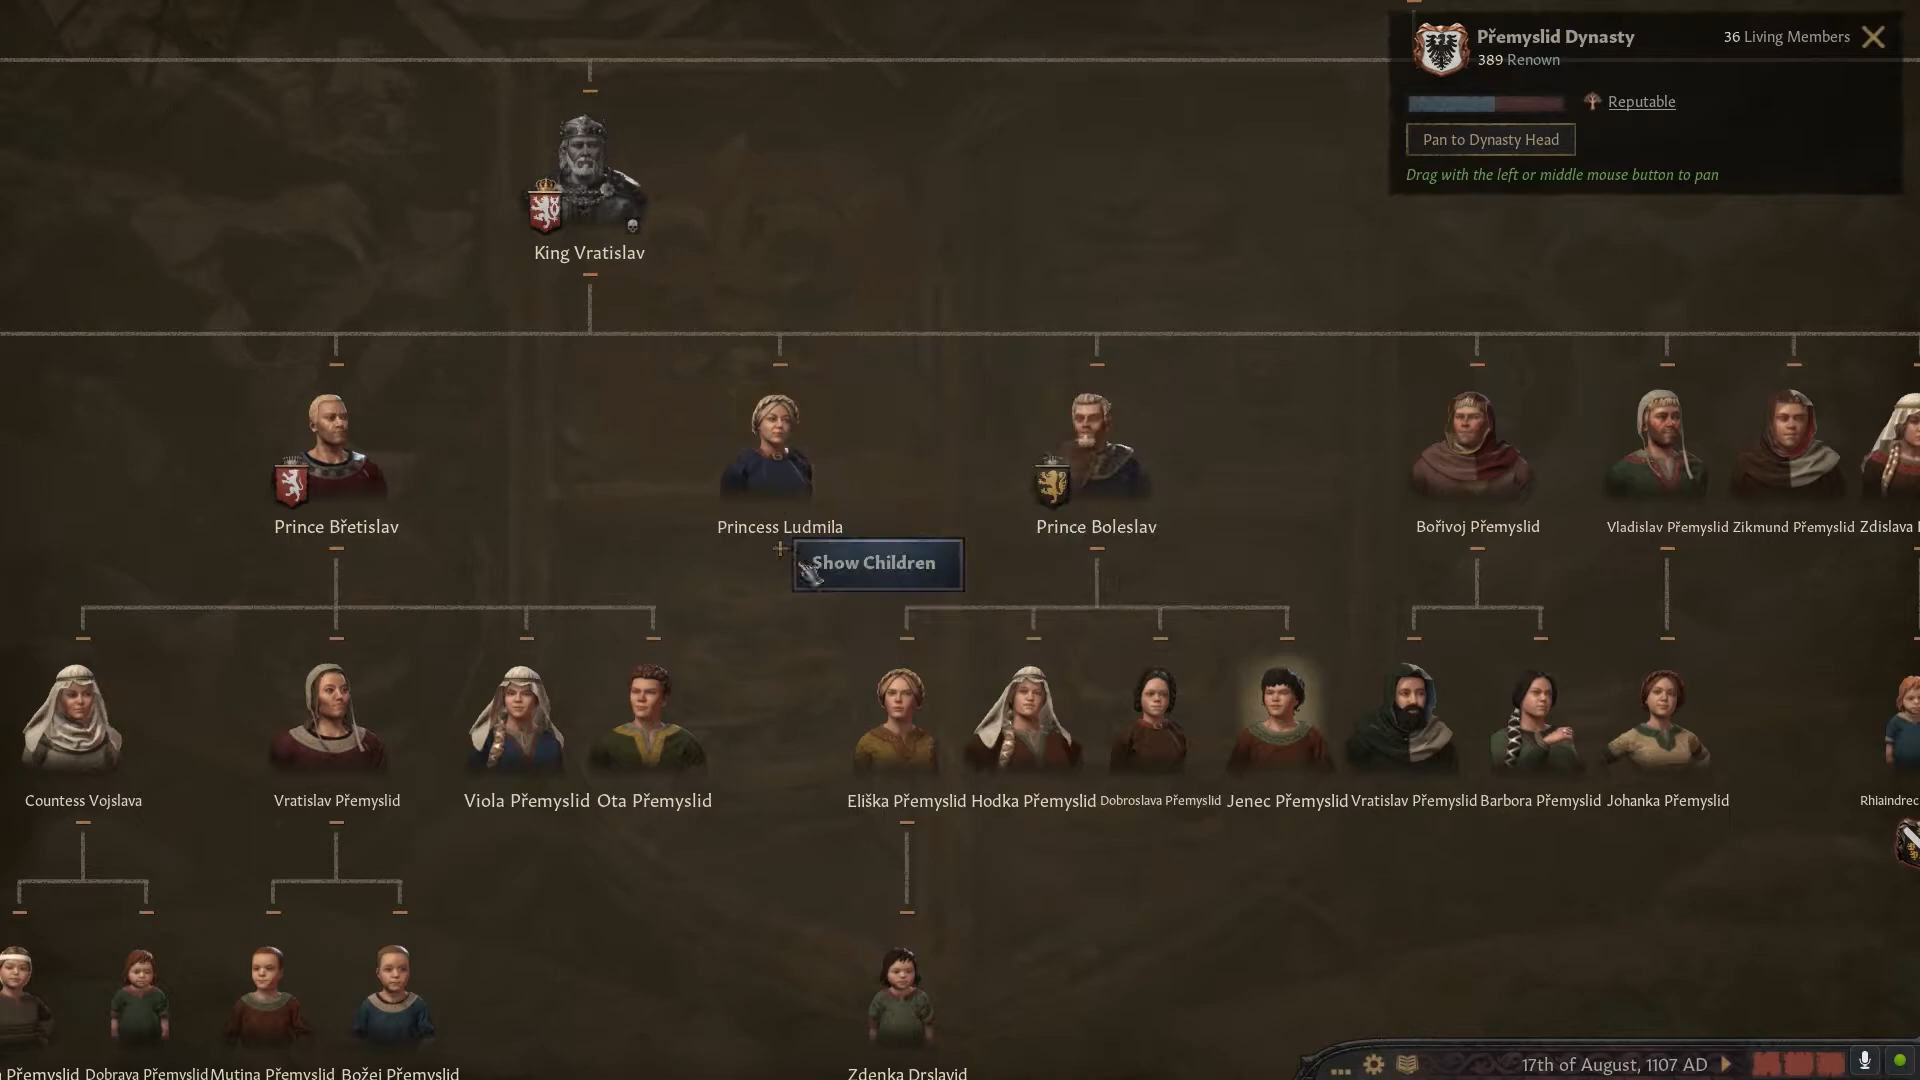 Přemyslid Dynasty
36 Living Members
389 Renown
Reputable
Pan to Dynasty Head
Drag with the left or middle mouse button to pan
King Vratislav
Prince Břetislav
Princess Ludmila
Prince Boleslav
Bořivoj Přemyslid
Vladislav Přemyslid
Zikmund Přemyslid
Zdislava
Show Children
Countess Vojslava
Vratislav Přemyslid
Viola Přemyslid
Ota Přemyslid
Eliška Přemyslid
Hodka Přemyslid
Dobroslava Přemyslid
Jenec Přemyslid
Vratislav Přemyslid
Barbora Přemyslid
Johanka Přemyslid
Rhiaindrec
Přemyslid
Dobrava Přemyslid
Mutina Přemyslid
Božej Přemyslid
Zdenka Drslavid
17th of August, 1107 AD